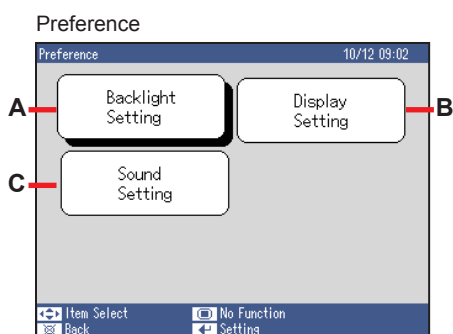 Preference
Preference 10/12 09:02
A Backlight Setting
Display Setting B
C Sound Setting
Item Select No Function
Back Setting